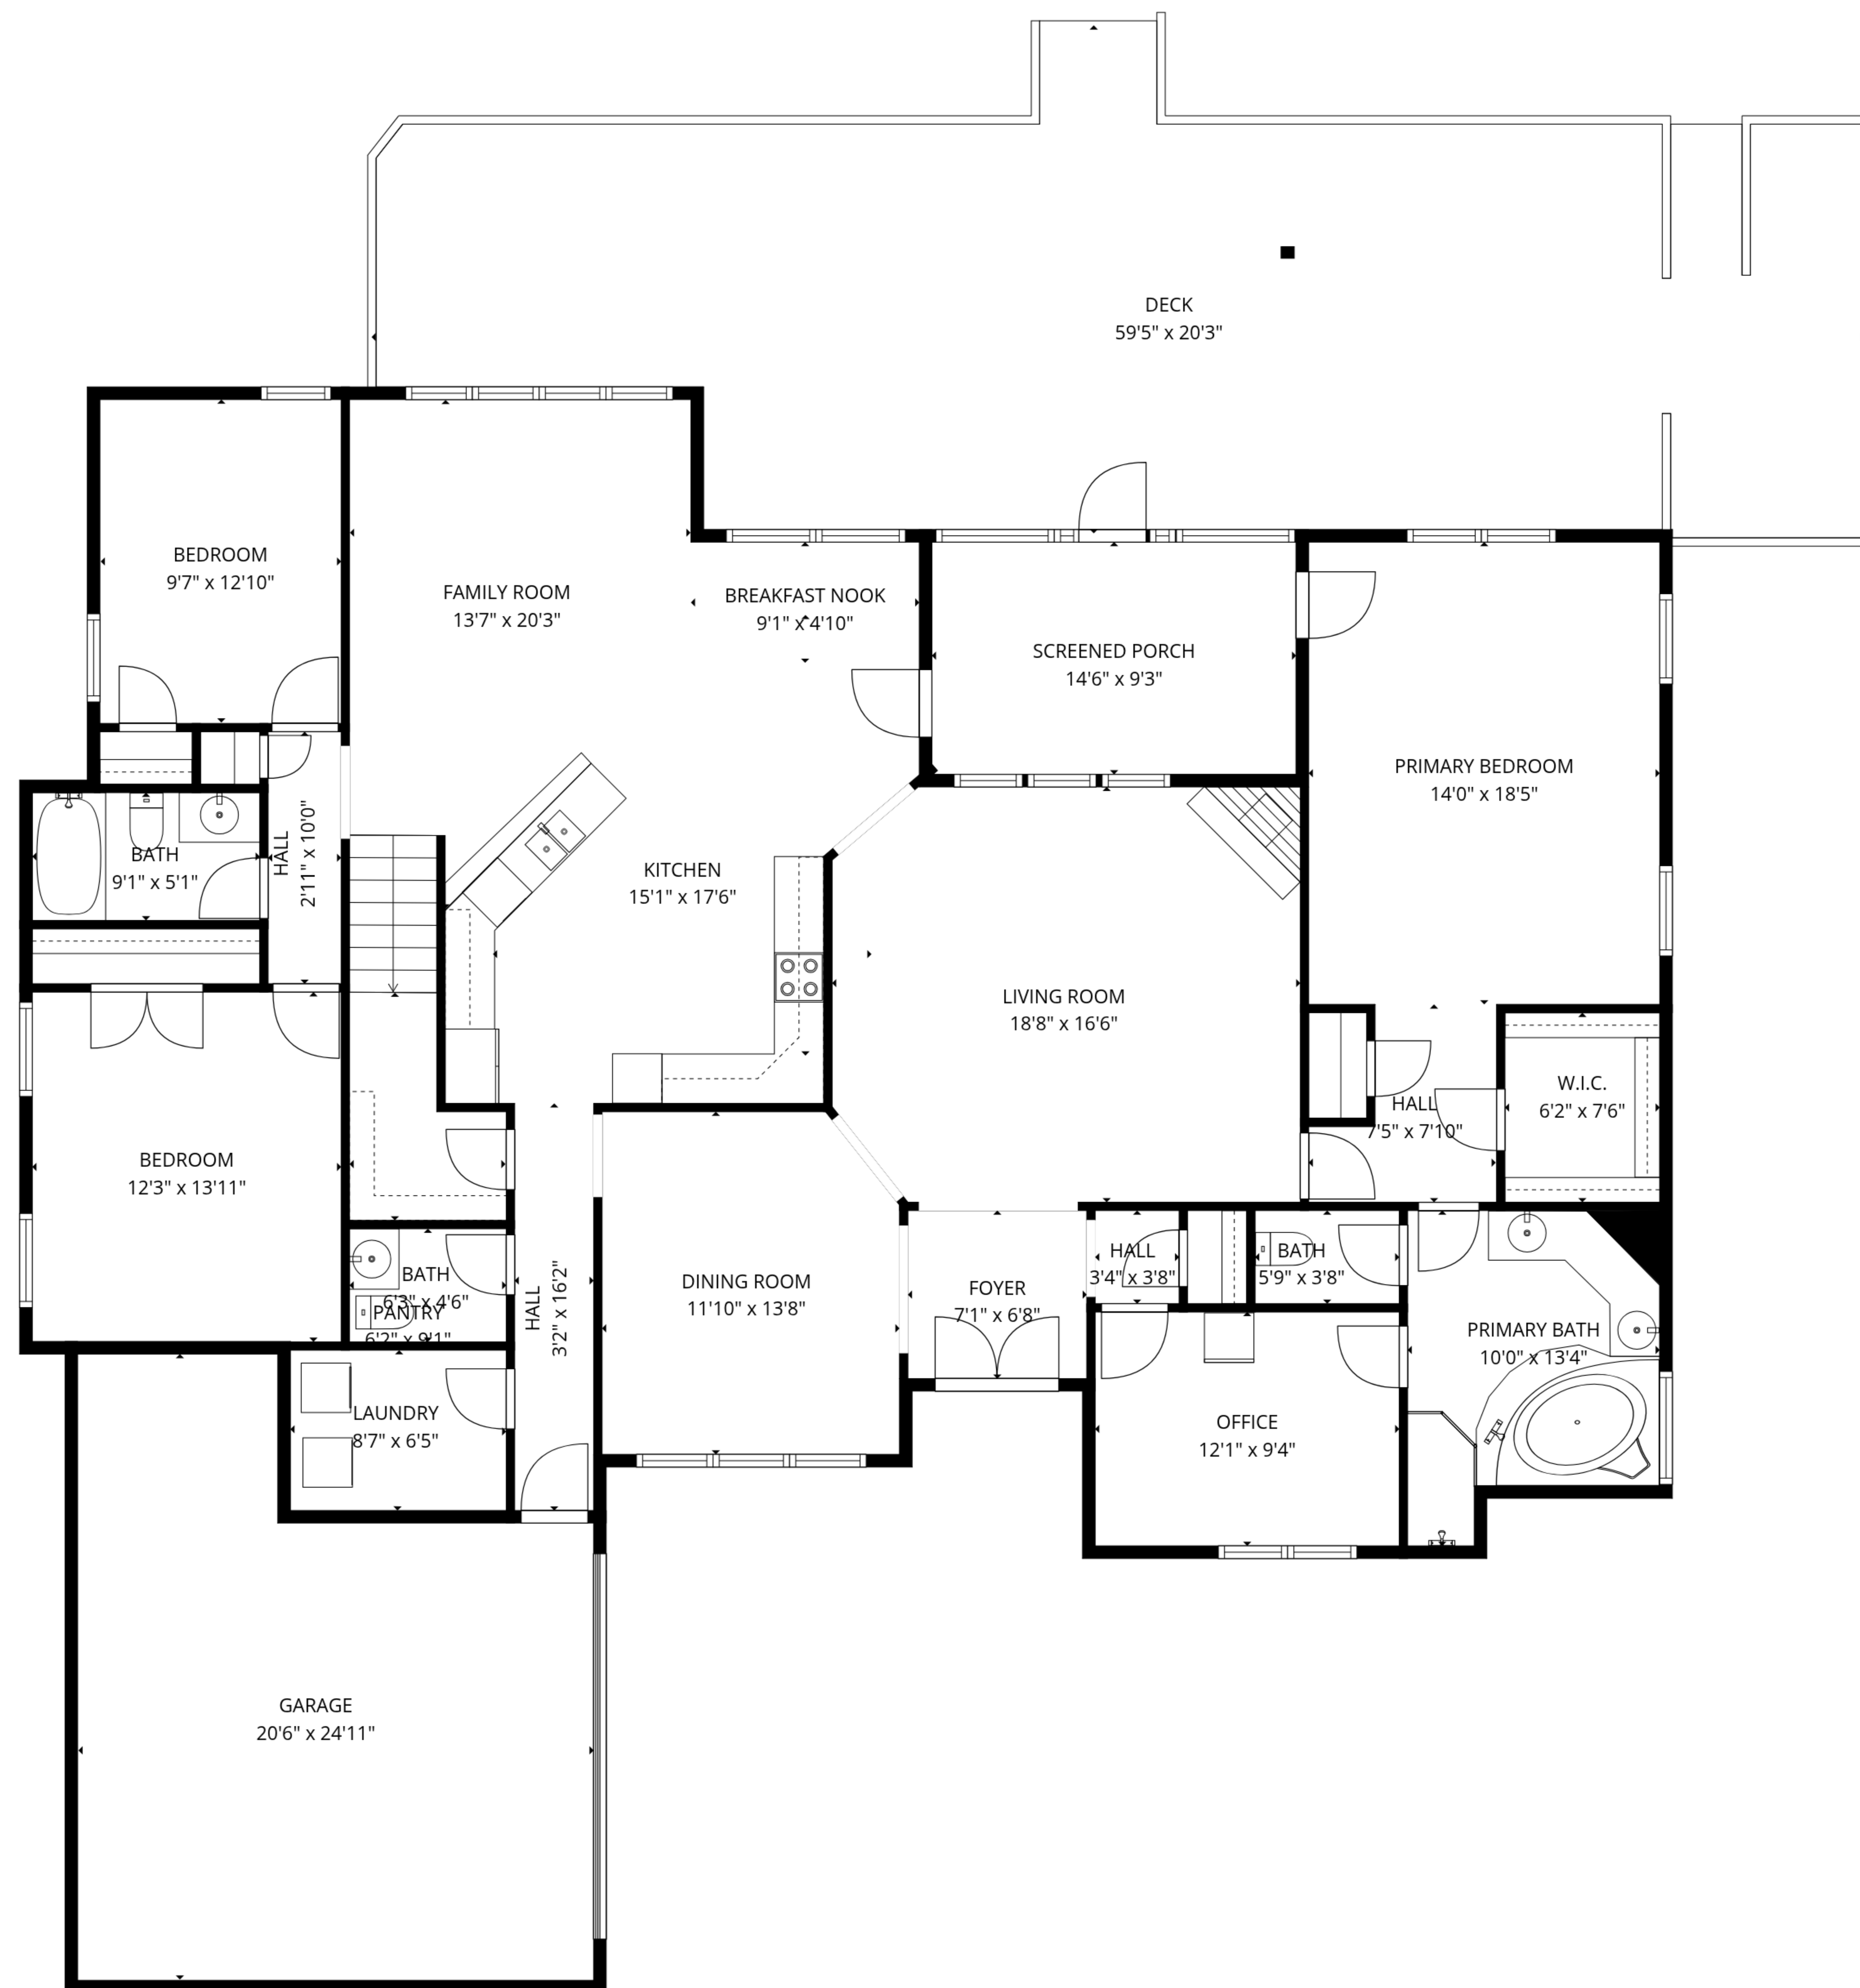 DECK
59'5" x 20'3"
BEDROOM
9'7" x 12'10"
FAMILY ROOM
13'7" x 20'3"
BREAKFAST NOOK
9'1" x 4'10"
SCREENED PORCH
14'6" x 9'3"
PRIMARY BEDROOM
14'0" x 18'5"
BATH
9'1" x 5'1"
HALL
2'11" x 10'0"
KITCHEN
15'1" x 17'6"
LIVING ROOM
18'8" x 16'6"
W.I.C.
6'2" x 7'6"
HALL
7'5" x 7'10"
BEDROOM
12'3" x 13'11"
BATH
6'3" x 4'6"
PANTRY
6'2" x 9'1"
HALL
3'2" x 16'2"
DINING ROOM
11'10" x 13'8"
FOYER
7'1" x 6'8"
HALL
3'4" x 3'8"
BATH
5'9" x 3'8"
PRIMARY BATH
10'0" x 13'4"
LAUNDRY
8'7" x 6'5"
OFFICE
12'1" x 9'4"
GARAGE
20'6" x 24'11"